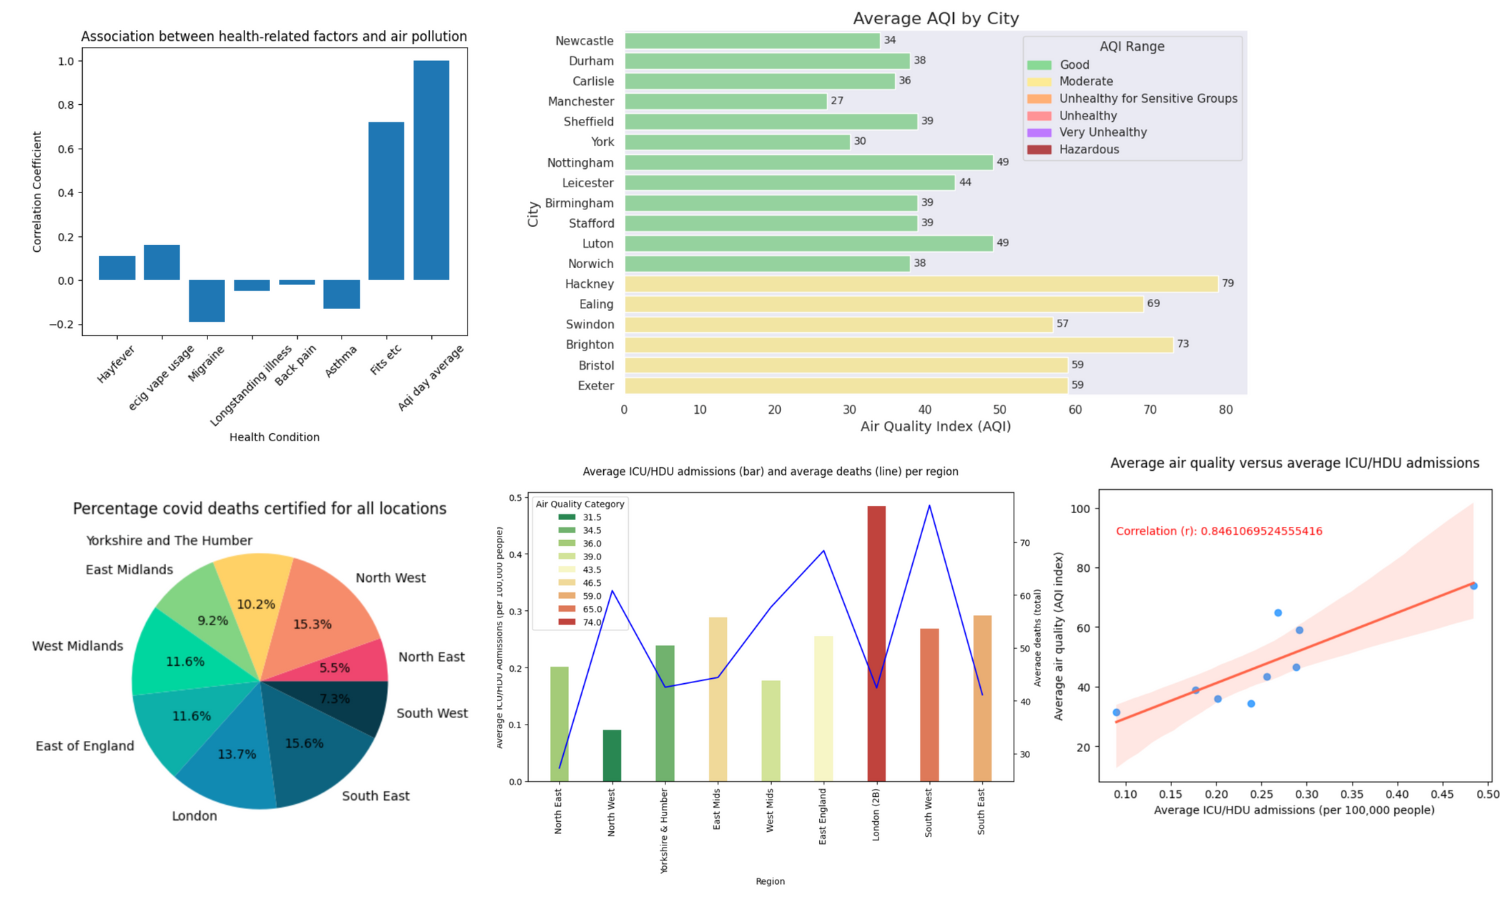 Association between health-related factors and air pollution
1.0
0.8
0.6
0.4
0.2
0.0
−0.2
Correlation Coefficient
Hayfever
ecig vape usage
Migraine
Longstanding illness
Back pain
Asthma
Fits etc
Aqi day average
Health Condition
Average AQI by City
City
Newcastle 34
Durham 38
Carlisle 36
Manchester 27
Sheffield 39
York 30
Nottingham 49
Leicester 44
Birmingham 39
Stafford 39
Luton 49
Norwich 38
Hackney 79
Ealing 69
Swindon 57
Brighton 73
Bristol 59
Exeter 59
0 10 20 30 40 50 60 70 80
Air Quality Index (AQI)
AQI Range
Good
Moderate
Unhealthy for Sensitive Groups
Unhealthy
Very Unhealthy
Hazardous
Percentage covid deaths certified for all locations
Yorkshire and The Humber
East Midlands
North West
West Midlands
North East
South West
East of England
South East
London
10.2%
9.2%
15.3%
11.6%
5.5%
7.3%
11.6%
15.6%
13.7%
Average ICU/HDU admissions (bar) and average deaths (line) per region
Air Quality Category
31.5
34.5
36.0
39.0
43.5
46.5
59.0
65.0
74.0
0.5
0.4
0.3
0.2
0.1
0.0
Average ICU/HDU Admissions (per 100,000 people)
70
60
50
40
30
Average deaths (total)
North East
North West
Yorkshire & Humber
East Mids
West Mids
East England
London (2B)
South West
South East
Region
Average air quality versus average ICU/HDU admissions
Correlation (r): 0.8461069524555416
100
80
60
40
20
Average air quality (AQI index)
0.10 0.15 0.20 0.25 0.30 0.35 0.40 0.45 0.50
Average ICU/HDU admissions (per 100,000 people)